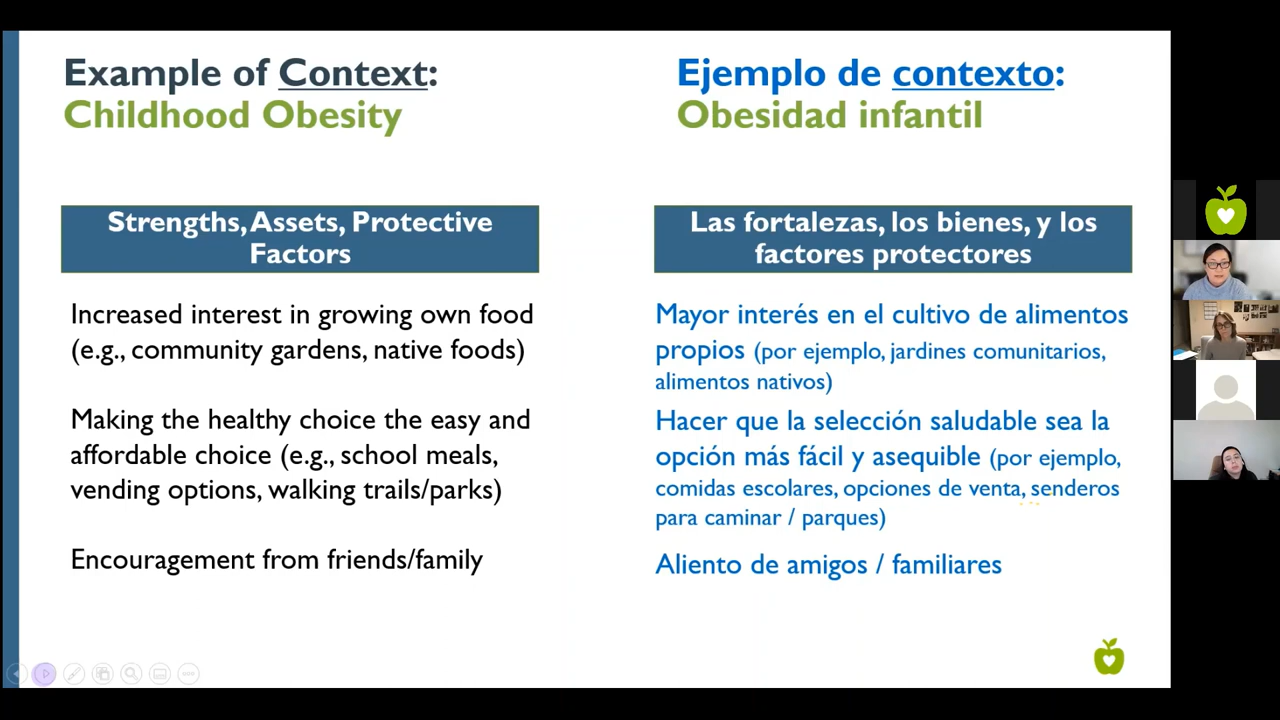 Example of Context:
Childhood Obesity
Strengths, Assets, Protective
Factors
Increased interest in growing own food
(e.g., community gardens, native foods)
Making the healthy choice the easy and
affordable choice (e.g., school meals,
vending options, walking trails/parks)
Encouragement from friends/family
Ejemplo de contexto:
Obesidad infantil
Las fortalezas, los bienes, y los
factores protectores
Mayor interés en el cultivo de alimentos
propios (por ejemplo, jardines comunitarios,
alimentos nativos)
Hacer que la selección saludable sea la
opción más fácil y asequible (por ejemplo,
comidas escolares, opciones de venta, senderos
para caminar / parques)
Aliento de amigos / familiares